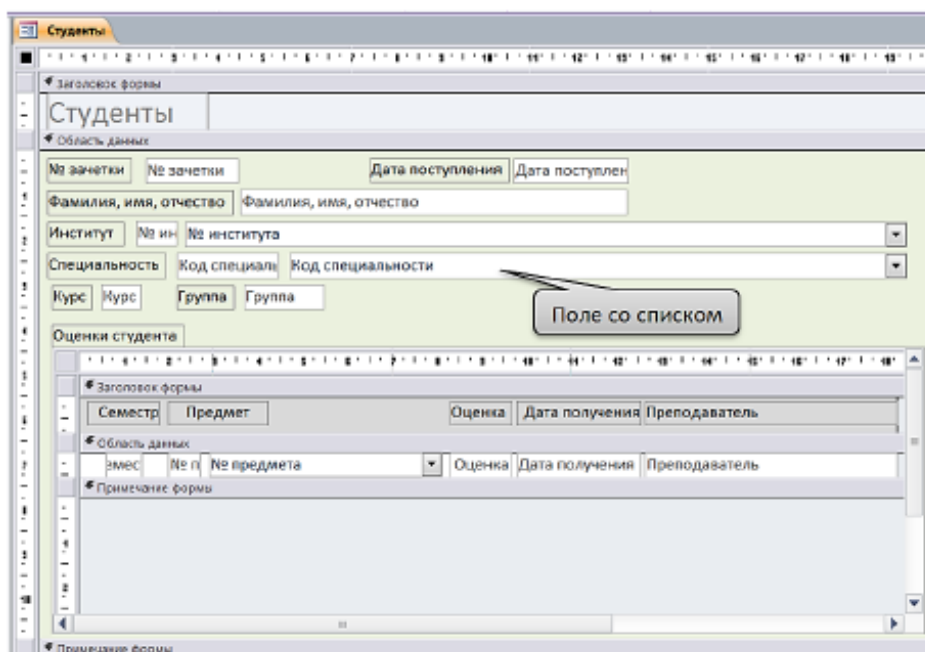 Студенты
Заголовок формы
Студенты
Область данных
№ зачетки № зачетки Дата поступления Дата поступлен
Фамилия, имя, отчество Фамилия, имя, отчество
Институт № ин № института
Специальность Код специаль Код специальности
Курс Курс Группа Группа
Поле со списком
Оценки студента
Заголовок формы
Семестр Предмет Оценка Дата получения Преподаватель
Область данных
емес № п № предмета Оценка Дата получения Преподаватель
Примечание формы
Примечание формы